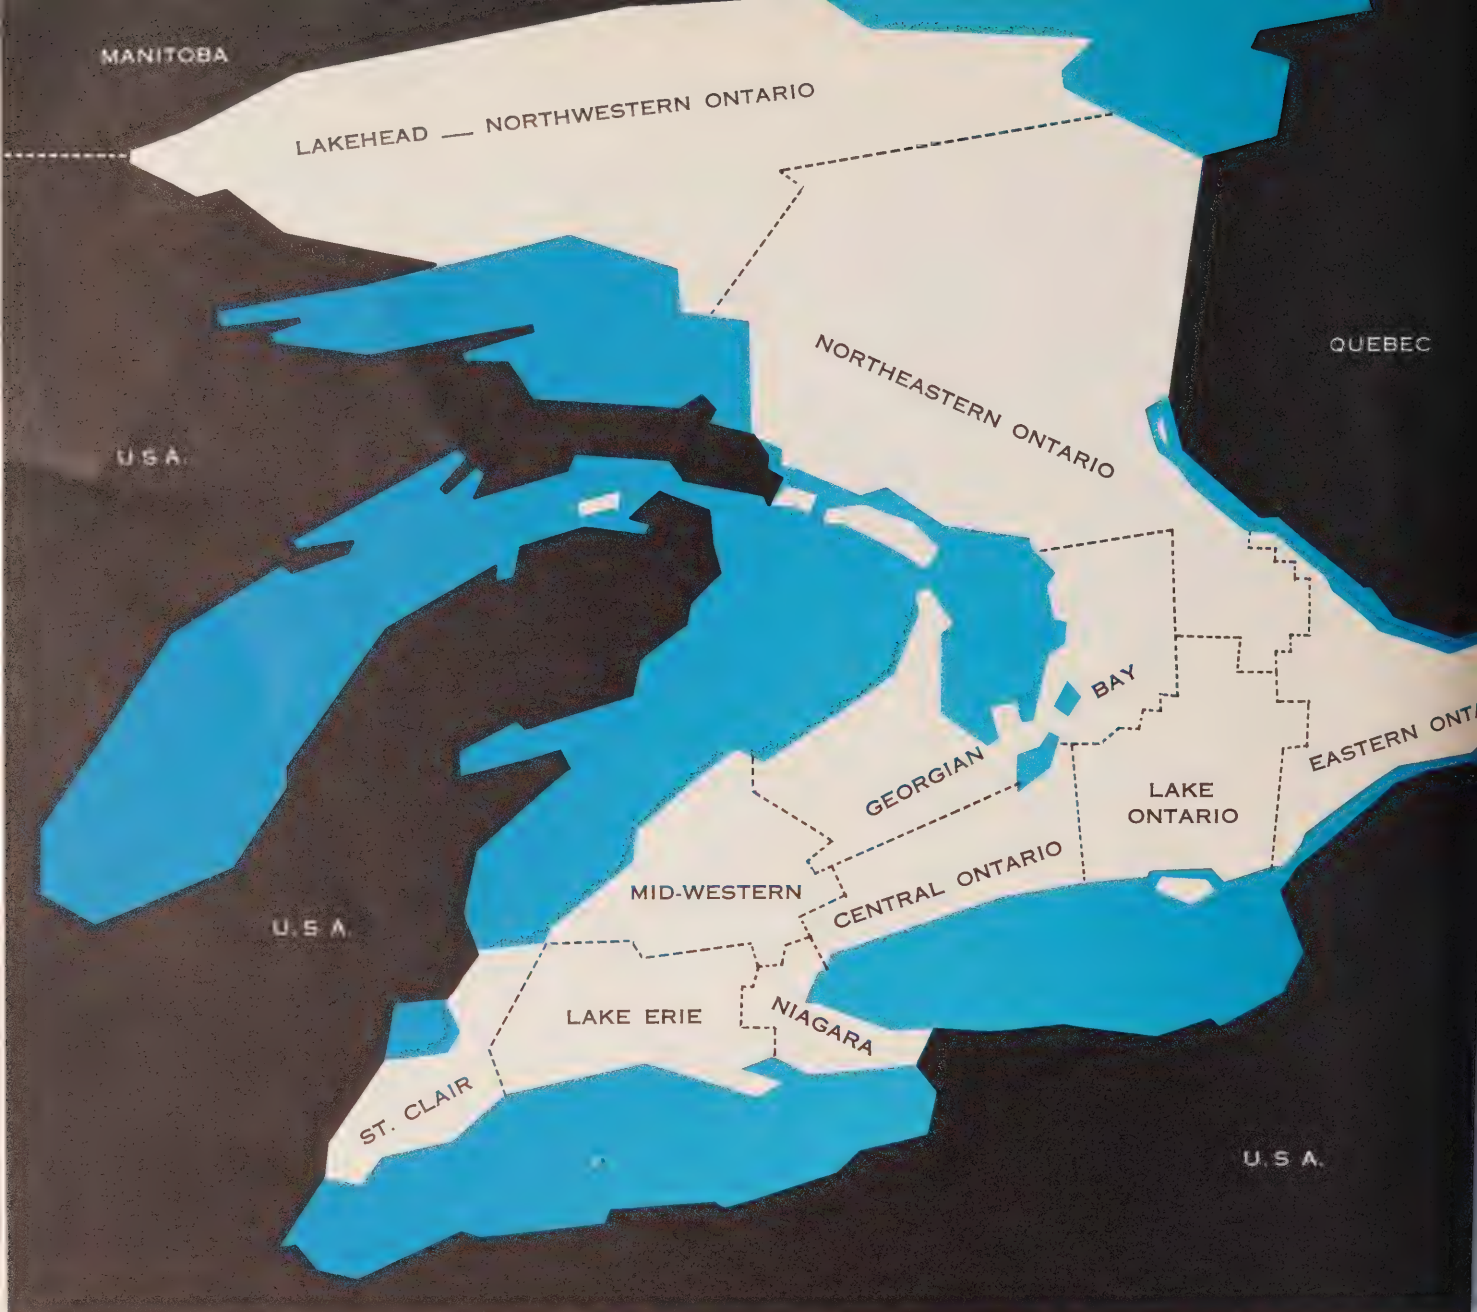 MANITOBA
LAKEHEAD — NORTHWESTERN ONTARIO
QUEBEC
NORTHEASTERN ONTARIO
U S A.
BAY
GEORGIAN
EASTERN ONTA
LAKE
ONTARIO
CENTRAL ONTARIO
MID-WESTERN
U. S A.
LAKE ERIE
NIAGARA
ST. CLAIR
U. S A.